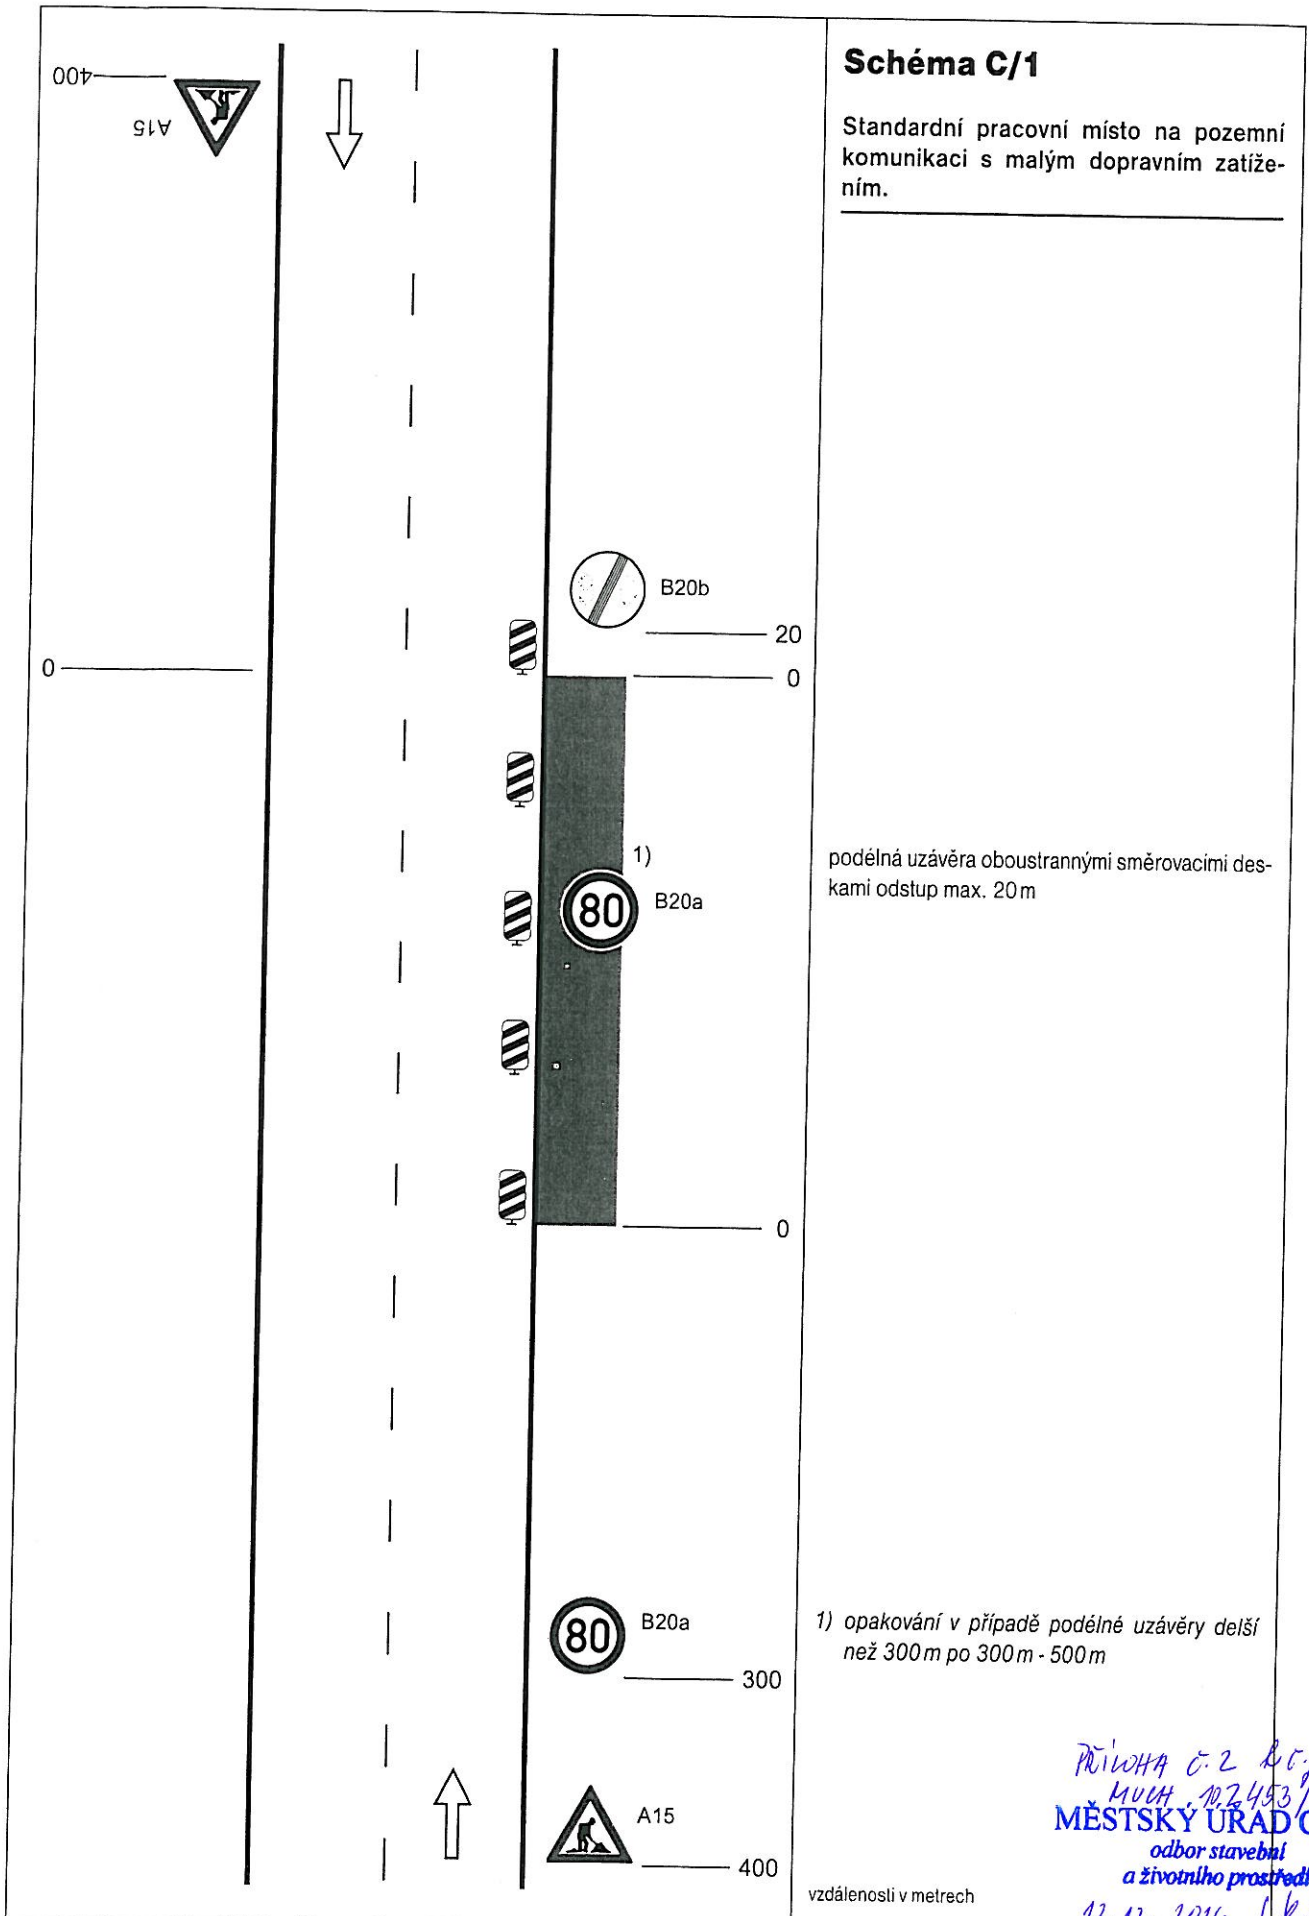 Schéma C/1
Standardní pracovní místo na pozemní
komunikaci s malým dopravním zatíže-
ním.
400
A15
B20b
20
0
0
1)
80
B20a
podélná uzávěra oboustrannými směrovacími des-
kami odstup max. 20 m
0
80
B20a
300
1) opakování v případě podélné uzávěry delší
než 300 m po 300 m - 500 m
A15
400
vzdálenosti v metrech
PŘÍLOHA č. 2
MĚSTSKÝ ÚŘAD
odbor stavební
a životního prostředí